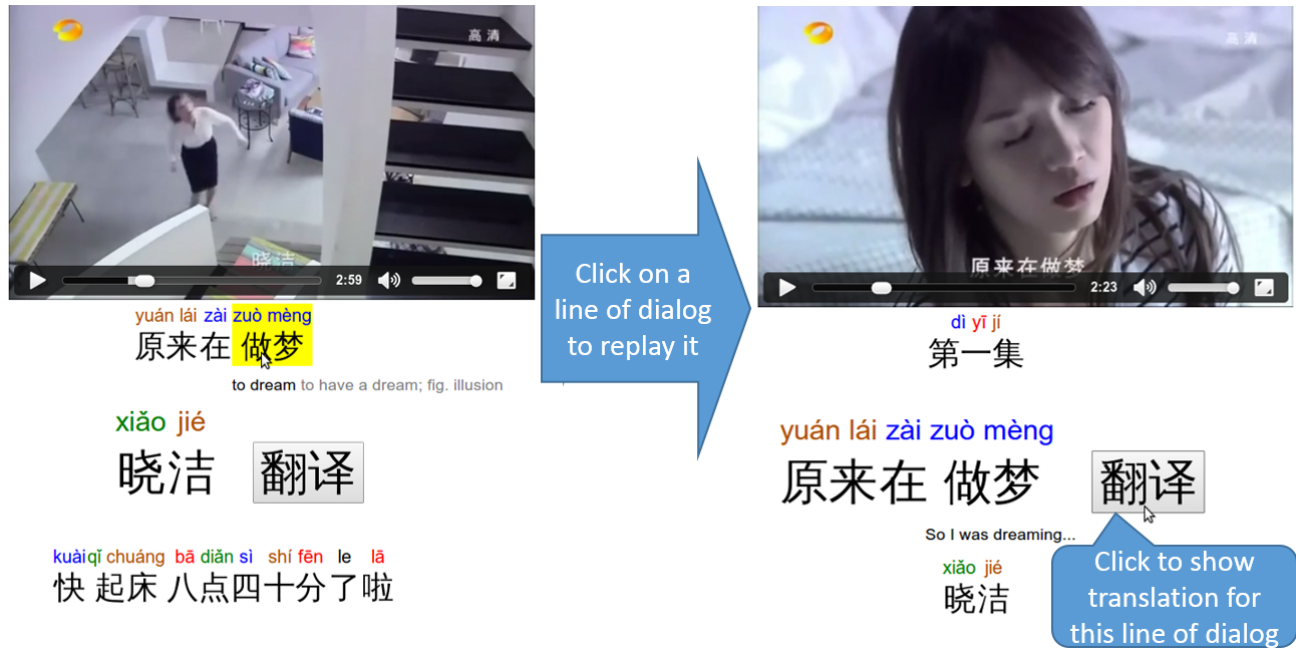 高清
晓洁
2:59
yuán lái zài zuò mèng
原来在 做梦
to dream to have a dream; fig. illusion
xiǎo jié
晓洁 翻译
kuài qǐ chuáng bā diǎn sì shí fēn le lā
快 起床 八点四十分了啦
Click on a
line of dialog
to replay it
高清
原来在做梦
2:23
dì yī jí
第一集
yuán lái zài zuò mèng
原来在 做梦 翻译
So I was dreaming...
xiǎo jié
晓洁
Click to show
translation for
this line of dialog